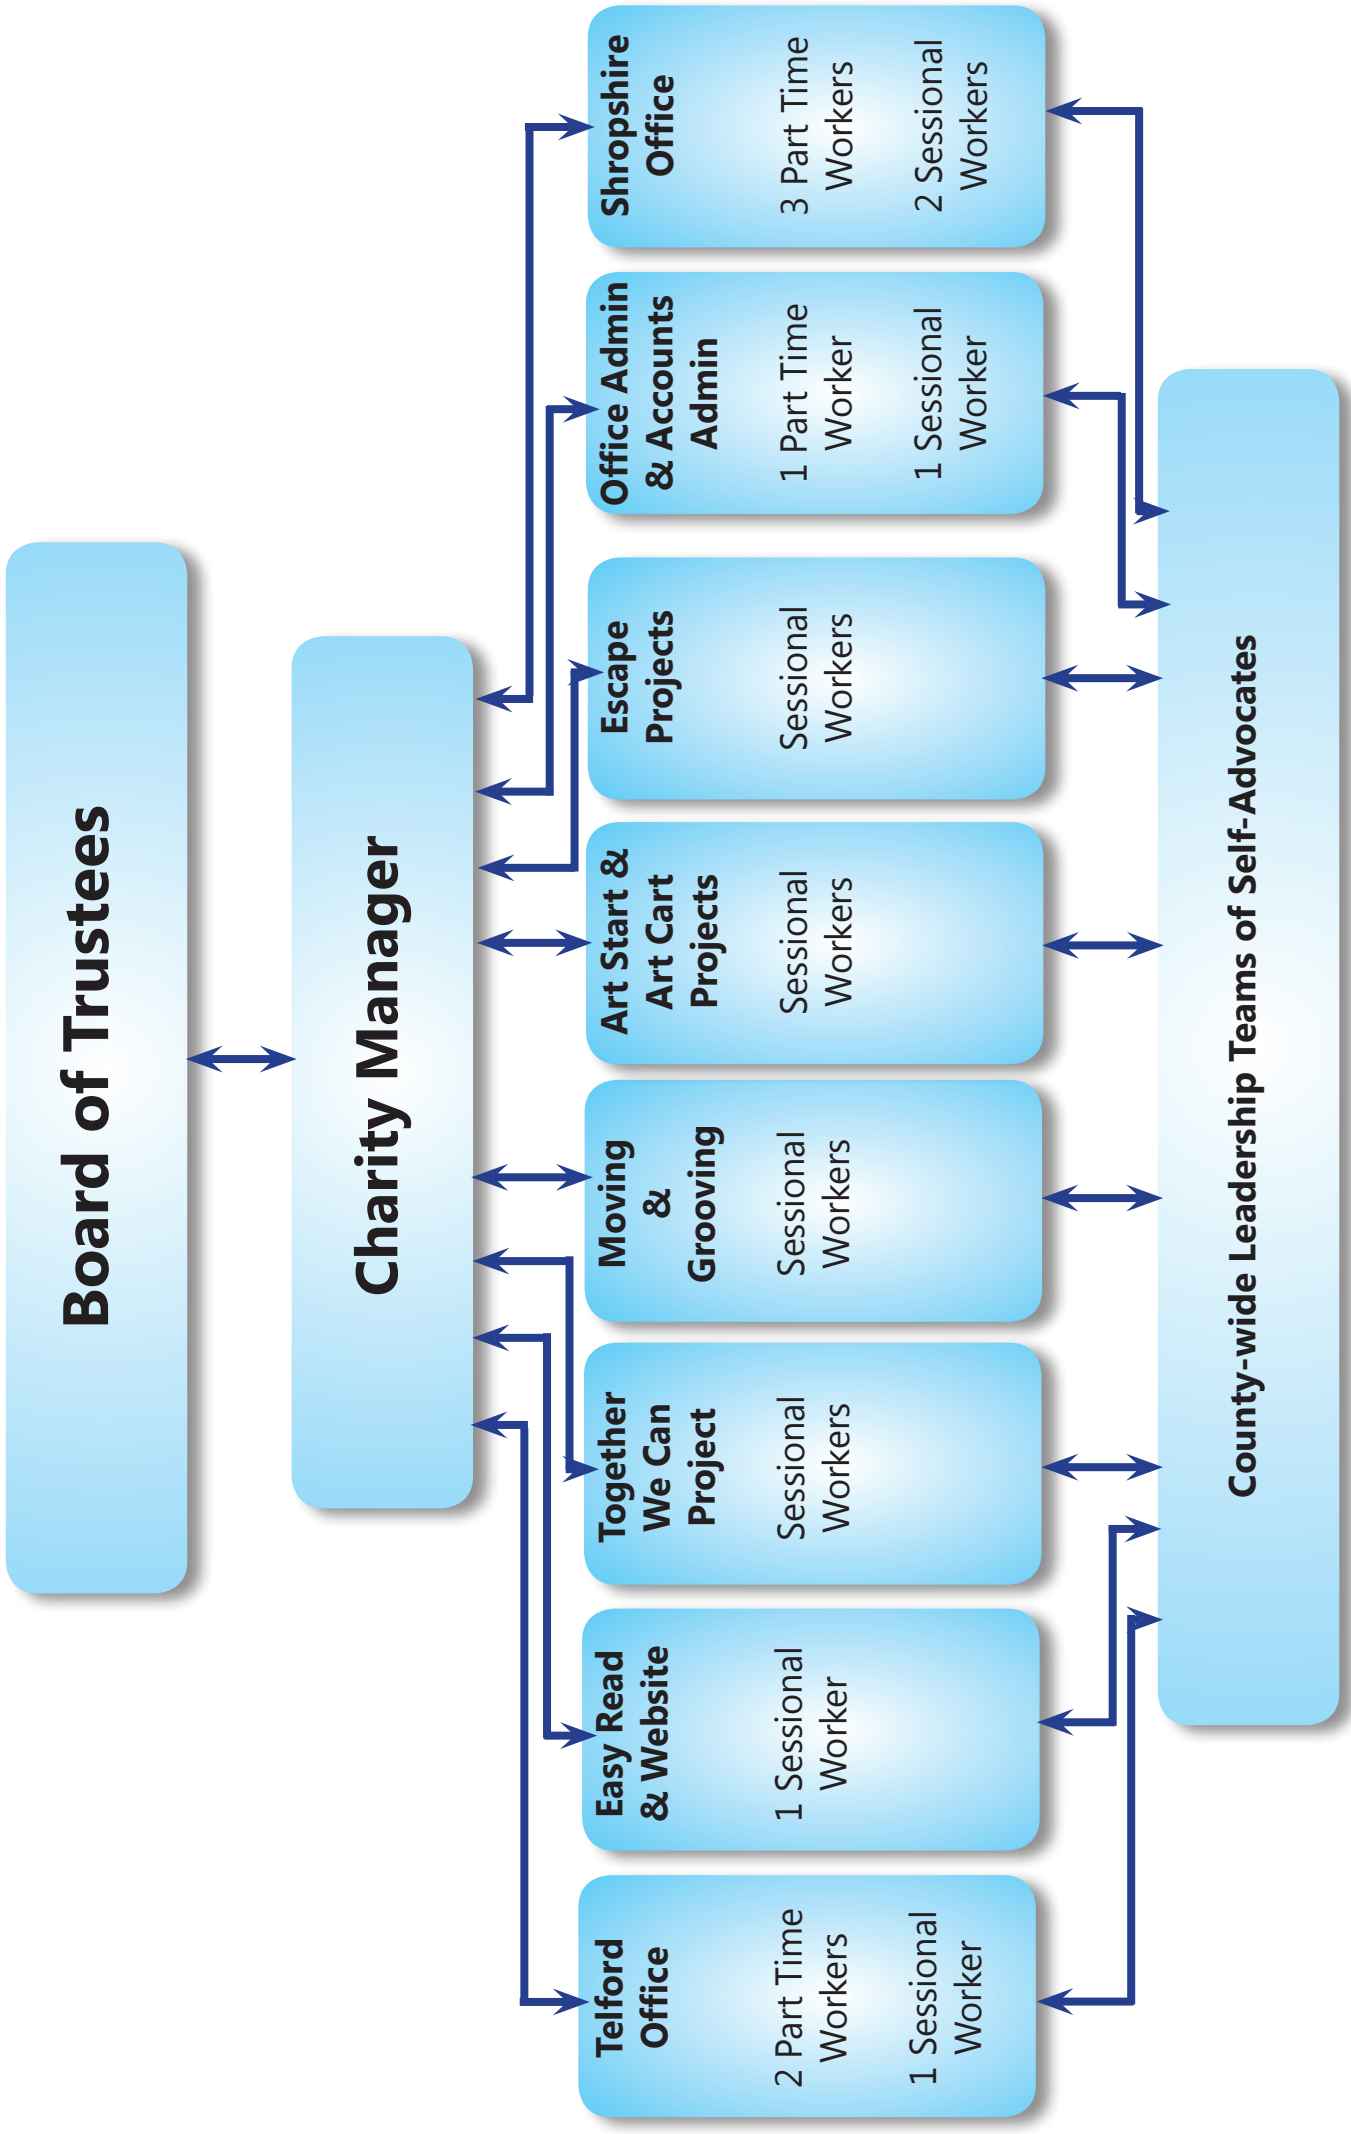 Board of Trustees
Charity Manager
Telford
Office
2 Part Time
Workers
1 Sessional
Worker
Easy Read
& Website
1 Sessional
Worker
Together
We Can
Project
Sessional
Workers
Moving
&
Grooving
Sessional
Workers
Art Start &
Art Cart
Projects
Sessional
Workers
Escape
Projects
Sessional
Workers
Office Admin
& Accounts
Admin
1 Part Time
Worker
1 Sessional
Worker
Shropshire
Office
3 Part Time
Workers
2 Sessional
Workers
County-wide Leadership Teams of Self-Advocates